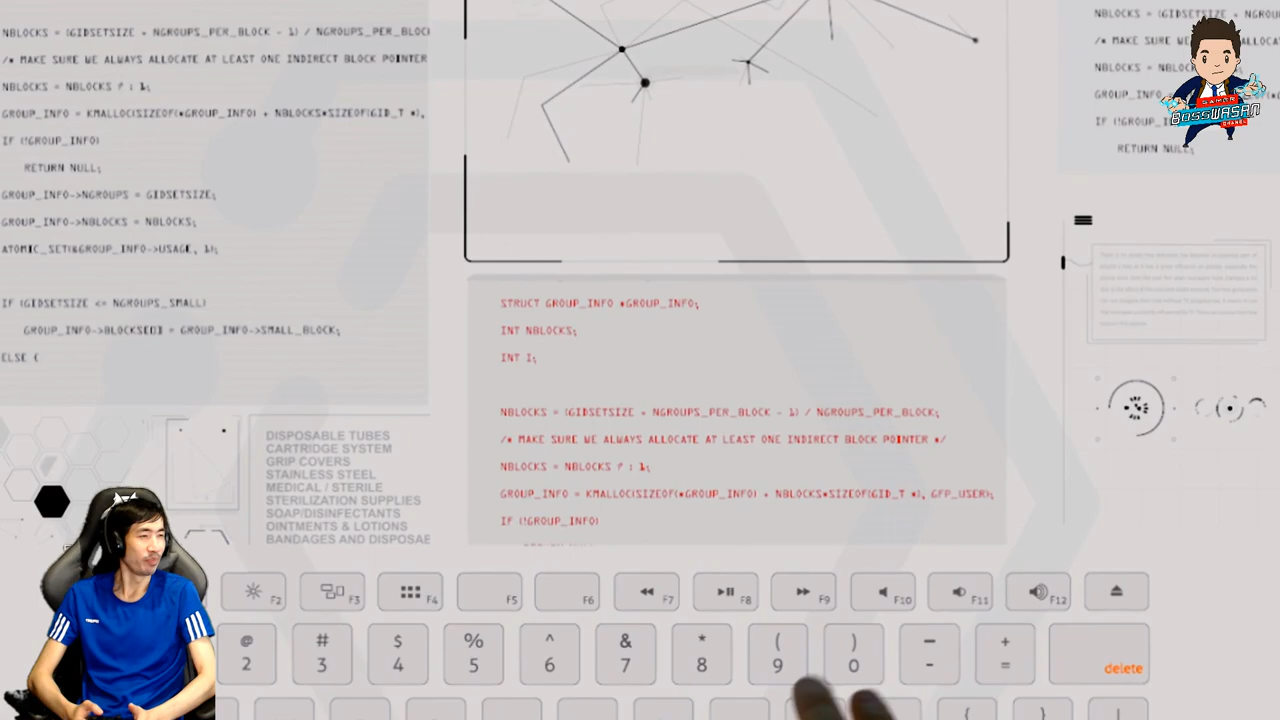 NBLOCKS = (GIDSETSIZE + NGROUPS_PER_BLOCK - 1) / NGROUPS_PER_BLOC
/* MAKE SURE WE ALWAYS ALLOCATE AT LEAST ONE INDIRECT BLOCK POINTER
NBLOCKS = NBLOCKS ? : 1;
GROUP_INFO = KMALLOC(SIZEOF(*GROUP_INFO) + NBLOCKS*SIZEOF(GID_T *),
IF (!GROUP_INFO)
RETURN NULL;
GROUP_INFO->NGROUPS = GIDSETSIZE;
GROUP_INFO->NBLOCKS = NBLOCKS;
ATOMIC_SET(&GROUP_INFO->USAGE, 1);
IF (GIDSETSIZE <= NGROUPS_SMALL)
GROUP_INFO->BLOCKS[0] = GROUP_INFO->SMALL_BLOCK;
ELSE {
NBLOCKS = (GIDSETSIZE + NGROU
/* MAKE SURE WE ALLOCA
NBLOCKS = NBLOC
GROUP_INFO
IF (!GROUP_I
RETURN NULL;
GAMER
BOSSWASAN
CHANEL
STRUCT GROUP_INFO *GROUP_INFO;
INT NBLOCKS;
INT I;
NBLOCKS = (GIDSETSIZE + NGROUPS_PER_BLOCK - 1) / NGROUPS_PER_BLOCK;
/* MAKE SURE WE ALWAYS ALLOCATE AT LEAST ONE INDIRECT BLOCK POINTER */
NBLOCKS = NBLOCKS ? : 1;
GROUP_INFO = KMALLOC(SIZEOF(*GROUP_INFO) + NBLOCKS*SIZEOF(GID_T *), GFP_USER);
IF (!GROUP_INFO)
DISPOSABLE TUBES
CARTRIDGE SYSTEM
GRIP COVERS
STAINLESS STEEL
MEDICAL / STERILE
STERILIZATION SUPPLIES
SOAP/DISINFECTANTS
OINTMENTS & LOTIONS
BANDAGES AND DISPOSAE
F2 F3 F4 F5 F6 F7 F8 F9 F10 F11 F12
@ # $ % ^ & * ( ) – +
2 3 4 5 6 7 8 9 0 - = delete
{ } |